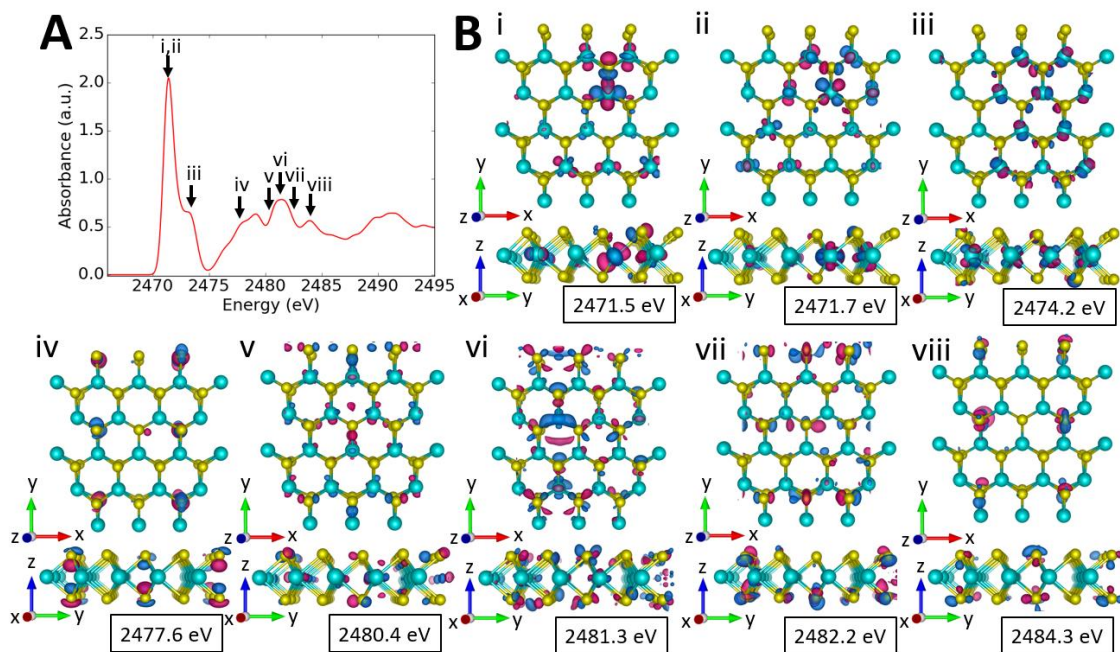 A
Absorbance (a.u.)
2.5
2.0
1.5
1.0
0.5
0.0
i,ii
iii
iv
v
vi
vii
viii
2470 2475 2480 2485 2490 2495
Energy (eV)
B
i
y
z x
z
x y
2471.5 eV
ii
y
z x
z
x y
2471.7 eV
iii
y
z x
z
x y
2474.2 eV
iv
y
z x
z
x y
2477.6 eV
v
y
z x
z
x y
2480.4 eV
vi
y
z x
z
x y
2481.3 eV
vii
y
z x
z
x y
2482.2 eV
viii
y
z x
z
x y
2484.3 eV